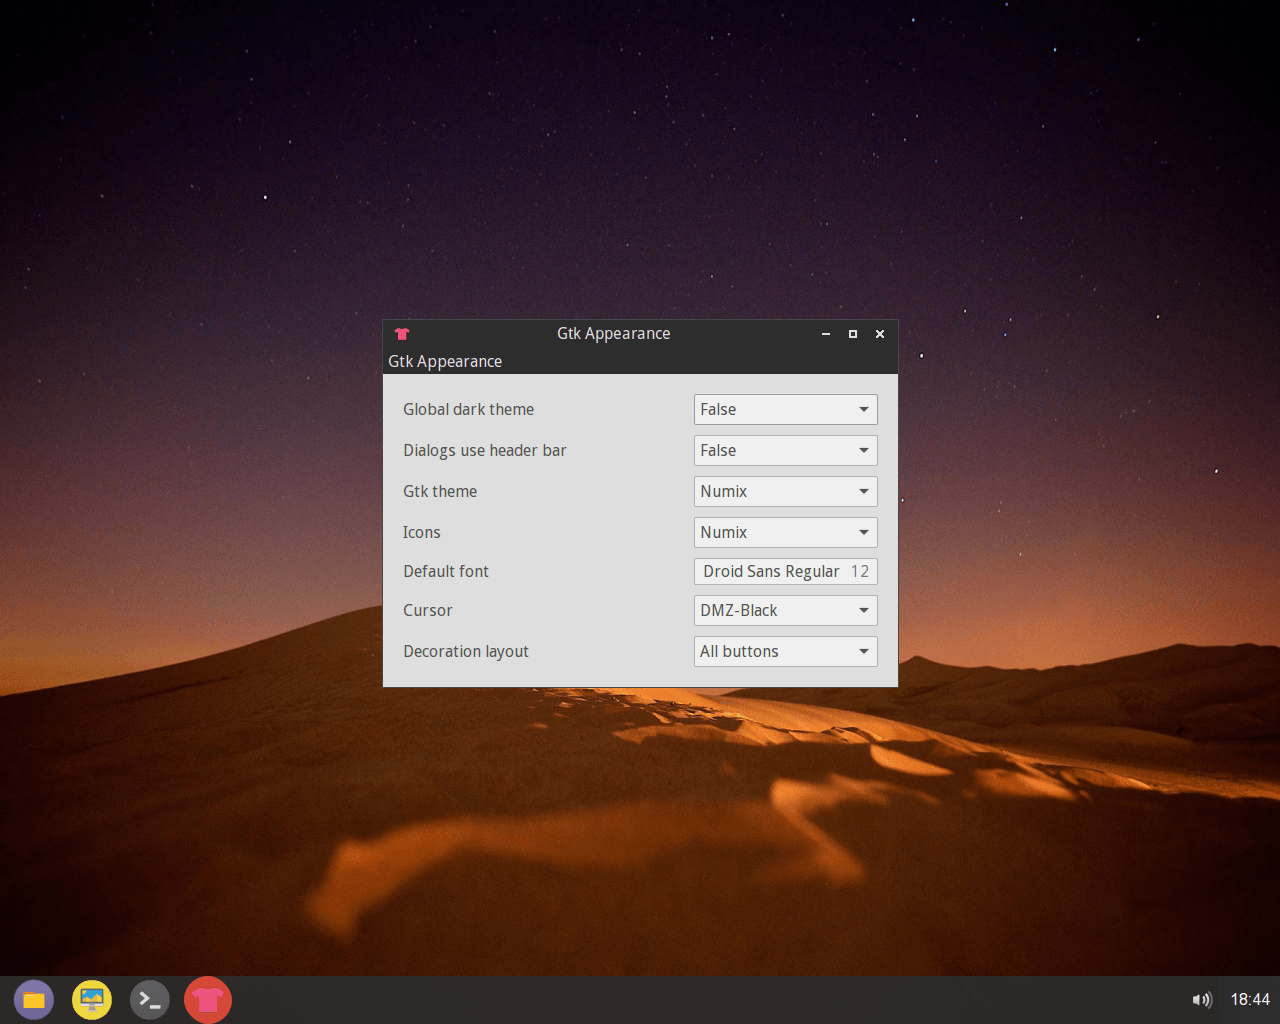 Gtk Appearance
Gtk Appearance
Global dark theme False
Dialogs use header bar False
Gtk theme Numix
Icons Numix
Default font Droid Sans Regular 12
Cursor DMZ-Black
Decoration layout All buttons
18:44